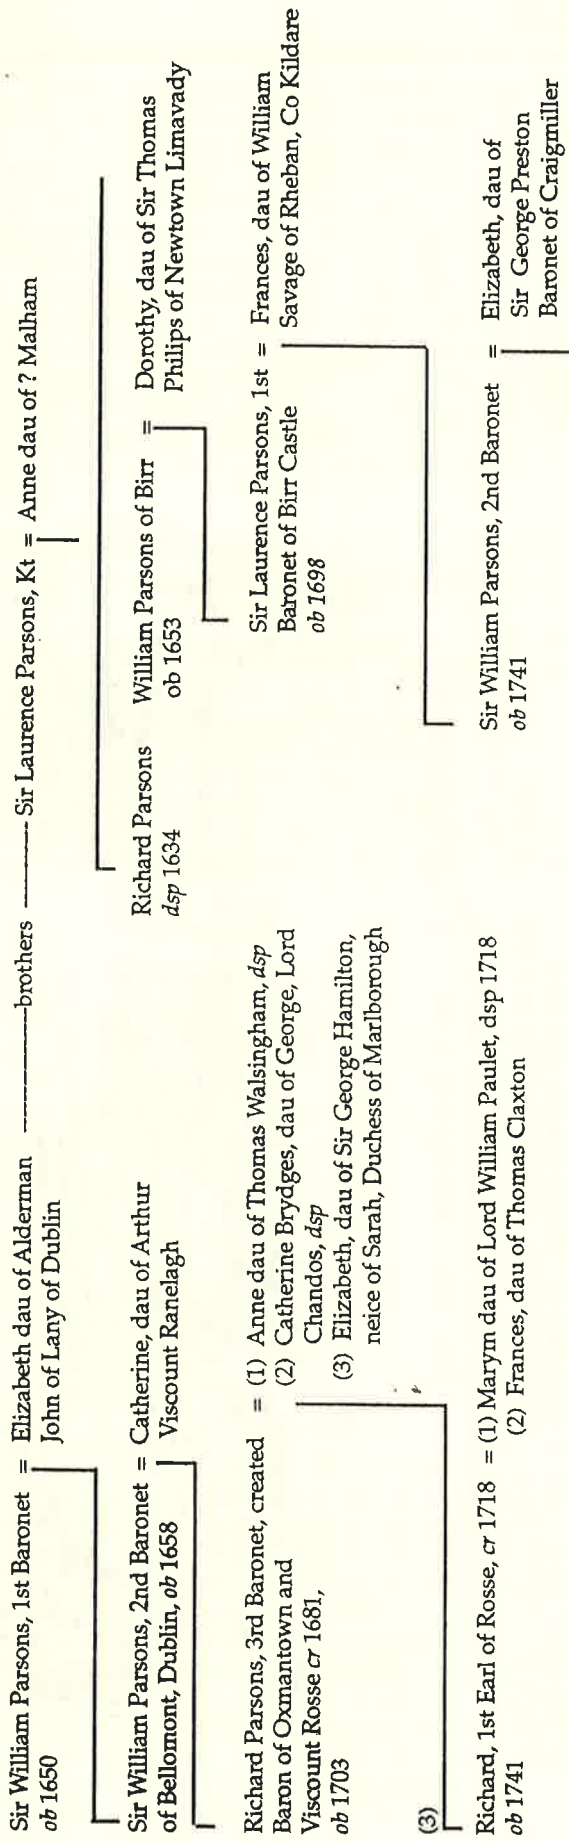 Sir William Parsons, 1st Baronet = Elizabeth dau of Alderman ----------brothers ---------- Sir Laurence Parsons, Kt = Anne dau of ? Malham
ob 1650
John of Lany of Dublin
Richard Parsons
dsp 1634
William Parsons of Birr =
ob 1653
Dorothy, dau of Sir Thomas
Philips of Newtown Limavady
Sir William Parsons, 2nd Baronet = Catherine, dau of Arthur
of Bellomont, Dublin, ob 1658
Viscount Ranelagh
Sir Laurence Parsons, 1st = Frances, dau of William
Baronet of Birr Castle
ob 1698
Savage of Rheban, Co Kildare
Richard Parsons, 3rd Baronet, created =
Baron of Oxmantown and
Viscount Rosse cr 1681,
ob 1703
(1) Anne dau of Thomas Walsingham, dsp
(2) Catherine Brydges, dau of George, Lord
Chandos, dsp
(3) Elizabeth, dau of Sir George Hamilton,
neice of Sarah, Duchess of Marlborough
Sir William Parsons, 2nd Baronet =
ob 1741
Elizabeth, dau of
Sir George Preston
Baronet of Craigmiller
(3)
Richard, 1st Earl of Rosse, cr 1718 = (1) Marym dau of Lord William Paulet, dsp 1718
ob 1741
(2) Frances, dau of Thomas Claxton